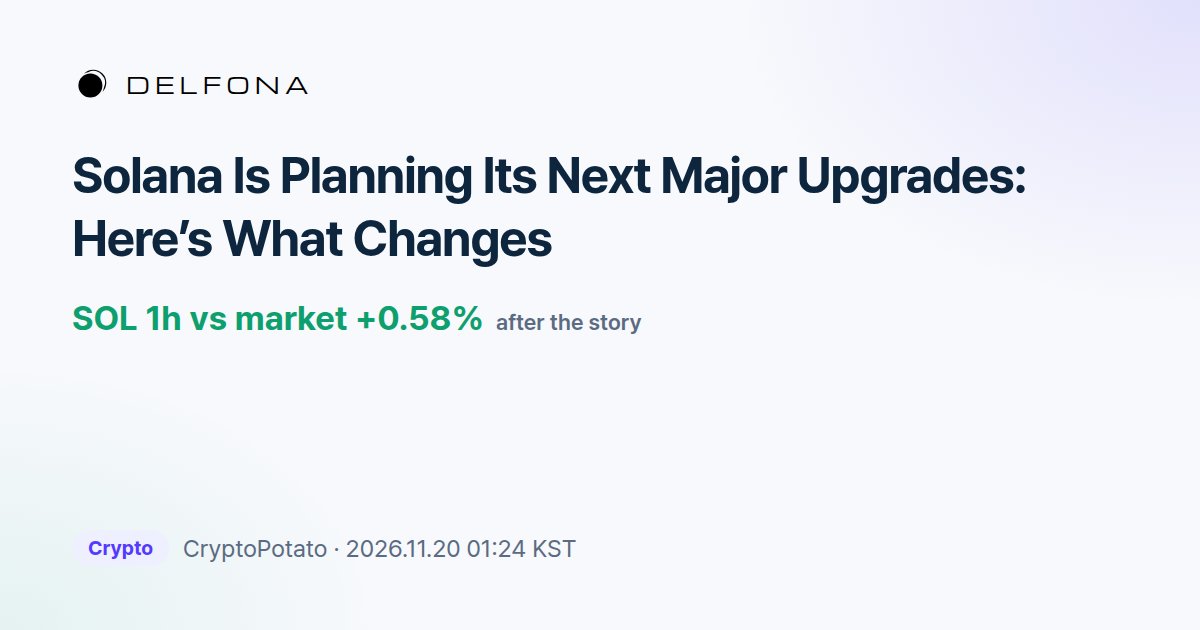 DELFONA
Solana Is Planning Its Next Major Upgrades:
Here’s What Changes
SOL 1h vs market +0.58% after the story
Crypto CryptoPotato · 2026.11.20 01:24 KST